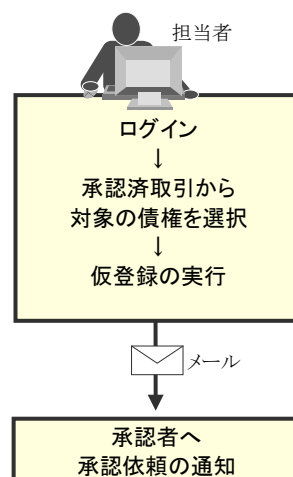 担当者
ログイン
↓
承認済取引から
対象の債権を選択
↓
仮登録の実行
メール
承認者へ
承認依頼の通知